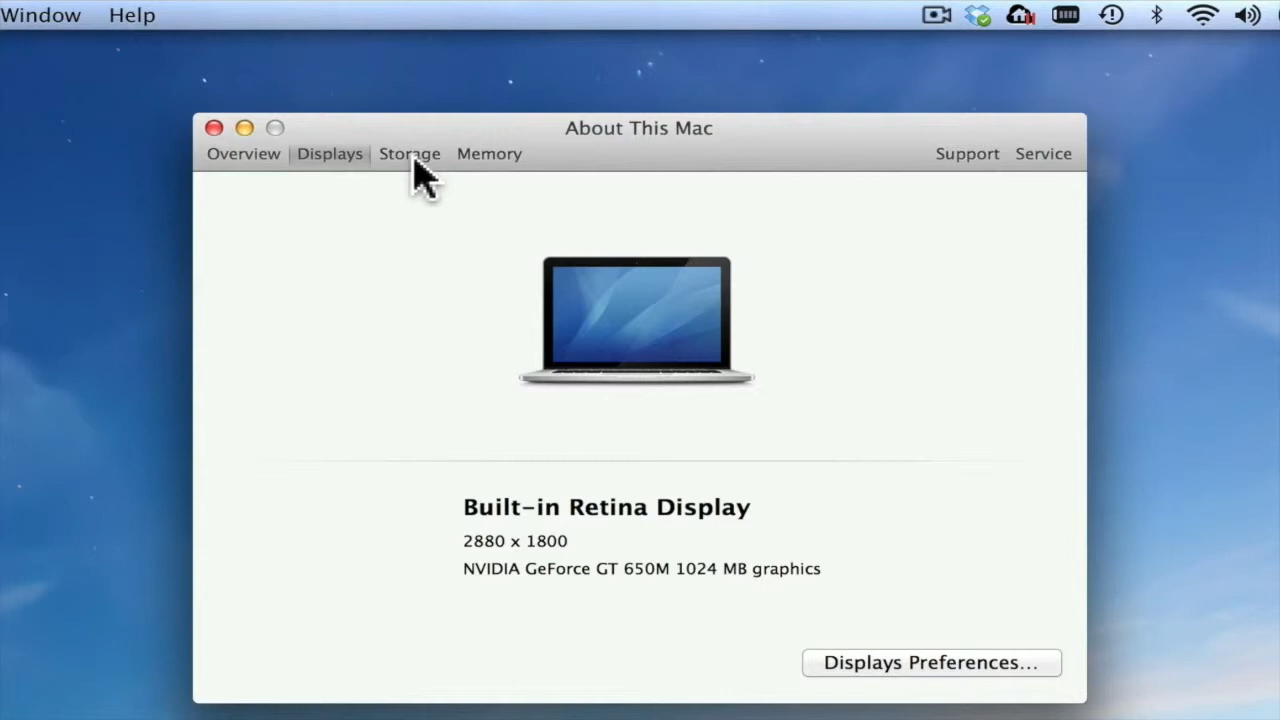 Window Help
About This Mac
Overview Displays Storage Memory Support Service
Built-in Retina Display
2880 x 1800
NVIDIA GeForce GT 650M 1024 MB graphics
Displays Preferences...